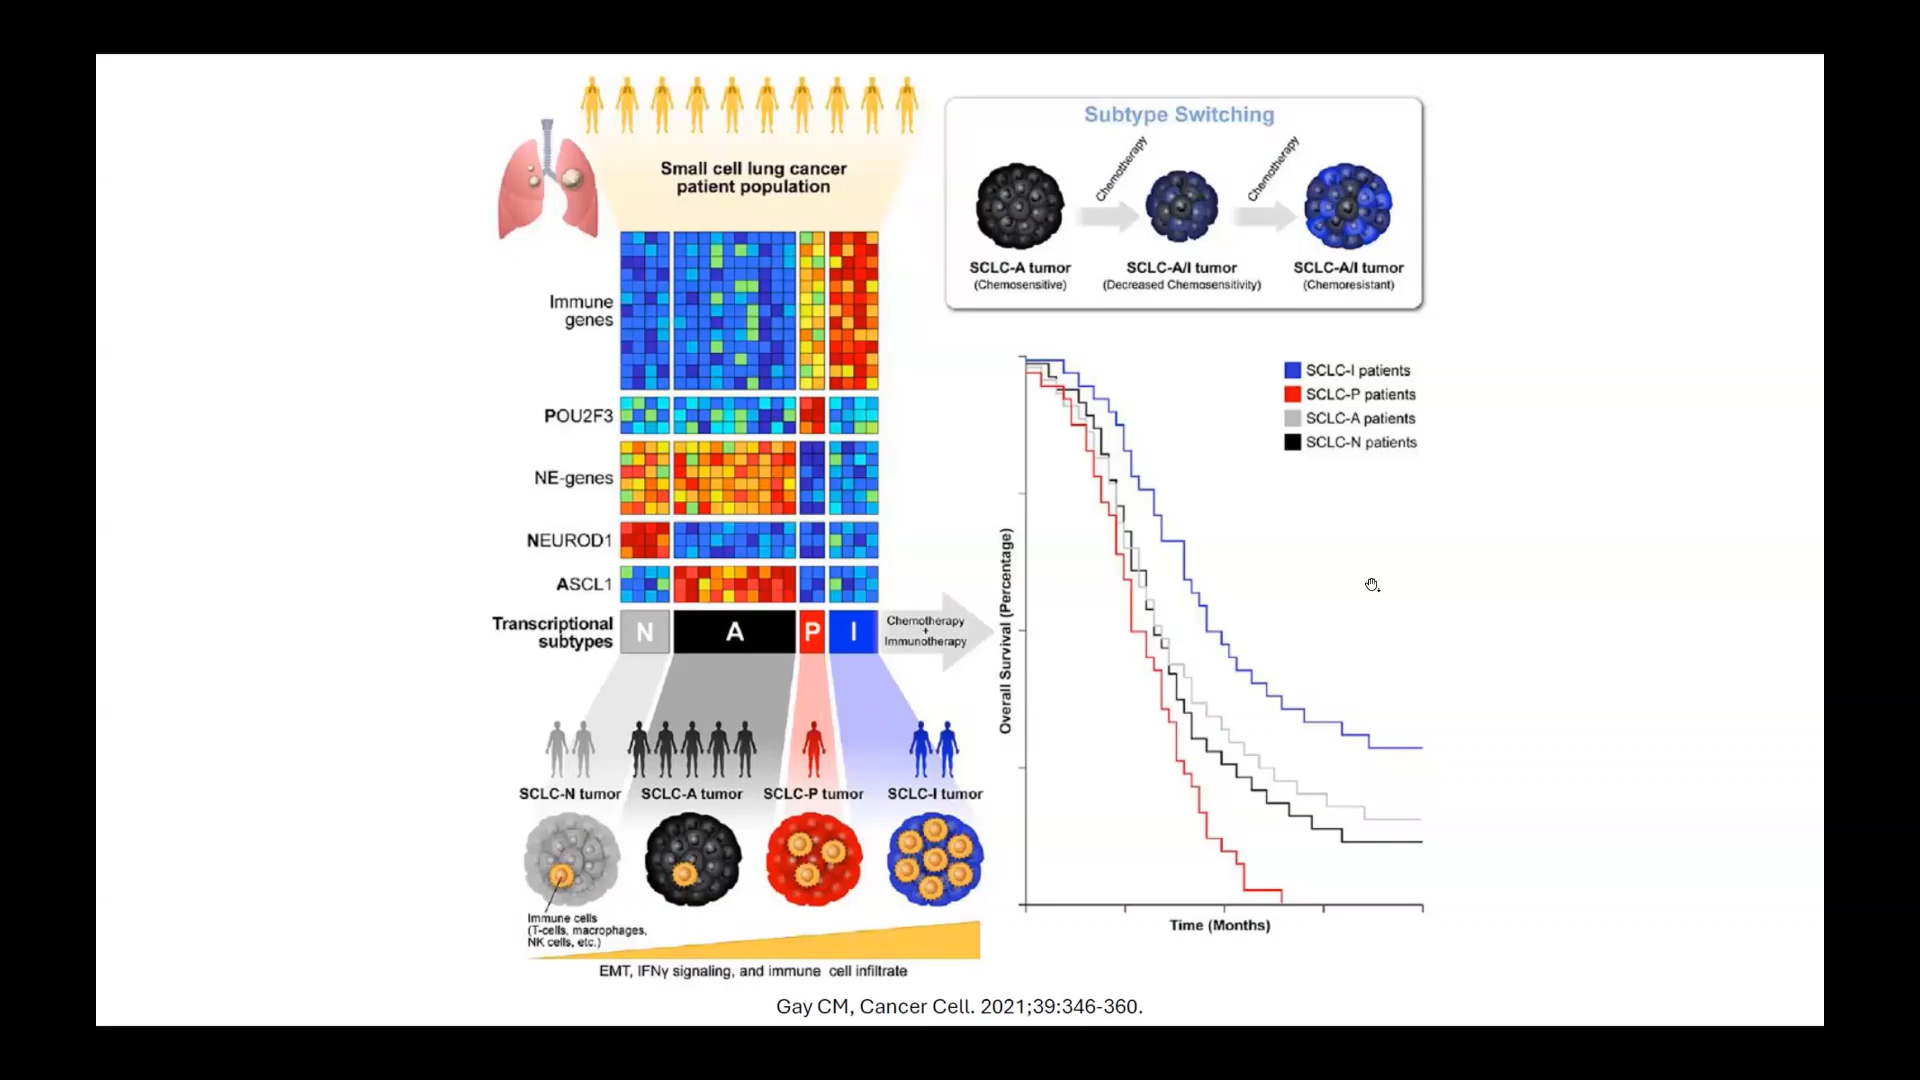 Small cell lung cancer
patient population
Immune
genes
POU2F3
NE-genes
NEUROD1
ASCL1
Transcriptional
subtypes
N
A
P
I
Chemotherapy
+
Immunotherapy
SCLC-N tumor
SCLC-A tumor
SCLC-P tumor
SCLC-I tumor
Immune cells
(T-cells, macrophages,
NK cells, etc.)
EMT, IFNγ signaling, and immune cell infiltrate
Subtype Switching
Chemotherapy
Chemotherapy
SCLC-A tumor
(Chemosensitive)
SCLC-A/I tumor
(Decreased Chemosensitivity)
SCLC-A/I tumor
(Chemoresistant)
SCLC-I patients
SCLC-P patients
SCLC-A patients
SCLC-N patients
Overall Survival (Percentage)
Time (Months)
Gay CM, Cancer Cell. 2021;39:346-360.